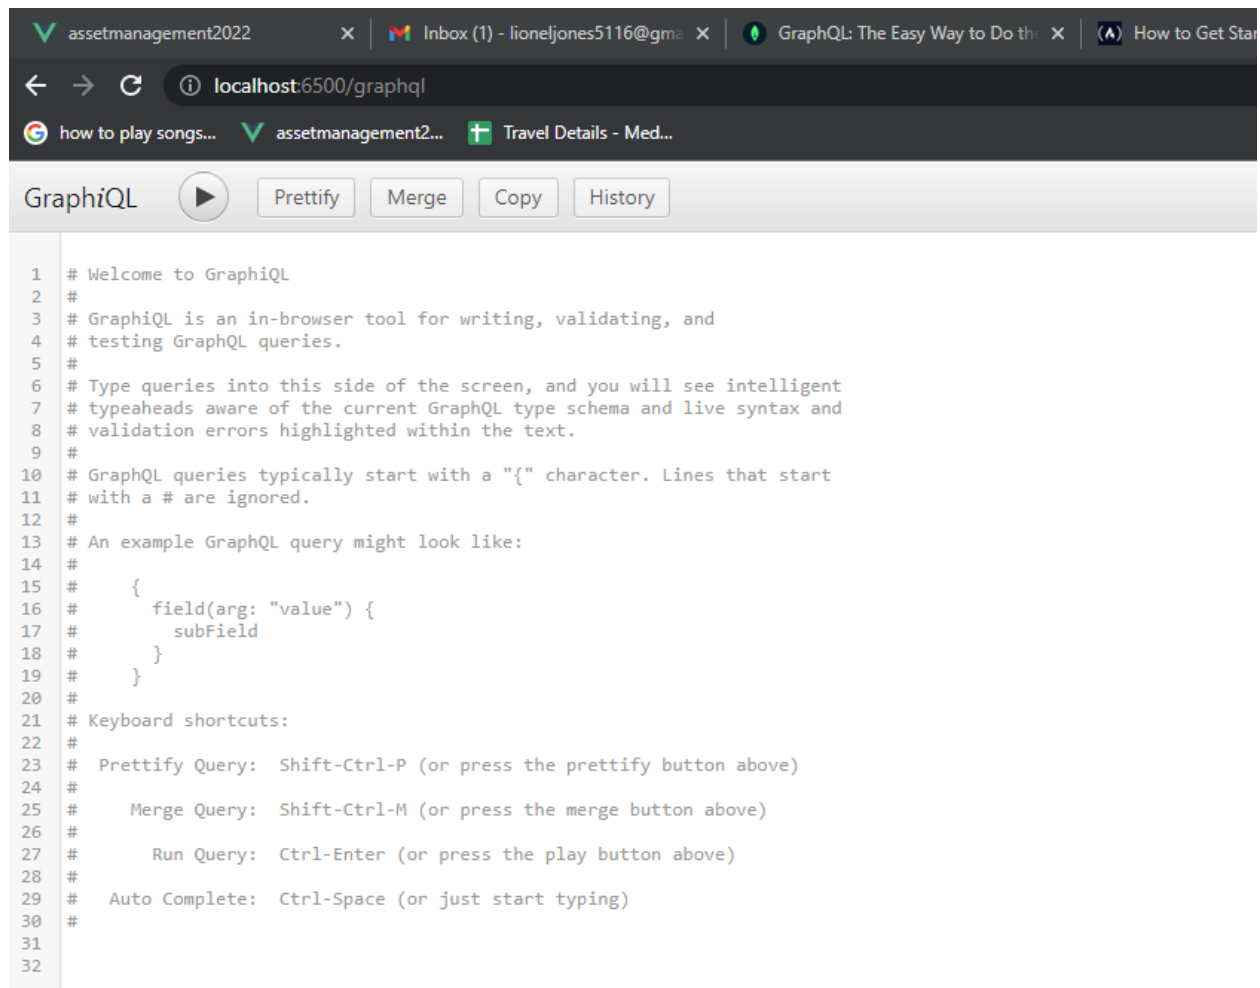 assetmanagement2022
Inbox (1) - lioneljones5116@gma
GraphQL: The Easy Way to Do th
How to Get Star
localhost:6500/graphql
how to play songs...
assetmanagement2...
Travel Details - Med...
GraphiQL
Prettify
Merge
Copy
History
1 # Welcome to GraphiQL
2 #
3 # GraphiQL is an in-browser tool for writing, validating, and
4 # testing GraphQL queries.
5 #
6 # Type queries into this side of the screen, and you will see intelligent
7 # typeaheads aware of the current GraphQL type schema and live syntax and
8 # validation errors highlighted within the text.
9 #
10 # GraphQL queries typically start with a "{" character. Lines that start
11 # with a # are ignored.
12 #
13 # An example GraphQL query might look like:
14 #
15 #     {
16 #       field(arg: "value") {
17 #         subField
18 #       }
19 #     }
20 #
21 # Keyboard shortcuts:
22 #
23 #  Prettify Query:  Shift-Ctrl-P (or press the prettify button above)
24 #
25 #     Merge Query:  Shift-Ctrl-M (or press the merge button above)
26 #
27 #       Run Query:  Ctrl-Enter (or press the play button above)
28 #
29 #   Auto Complete:  Ctrl-Space (or just start typing)
30 #
31
32